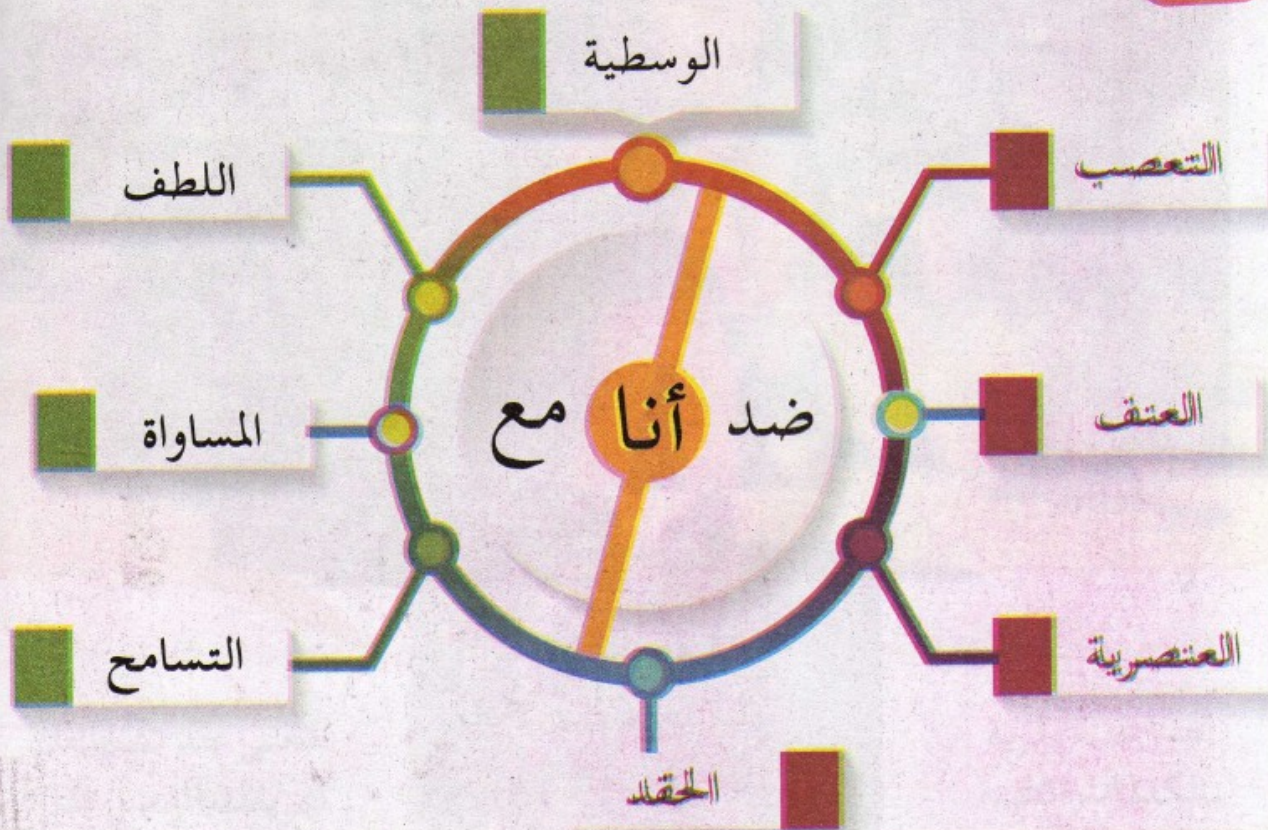 الوسطية
التعصب
اللطف
العنف
ضد
أنا
مع
المساواة
العنصرية
التسامح
الحقد